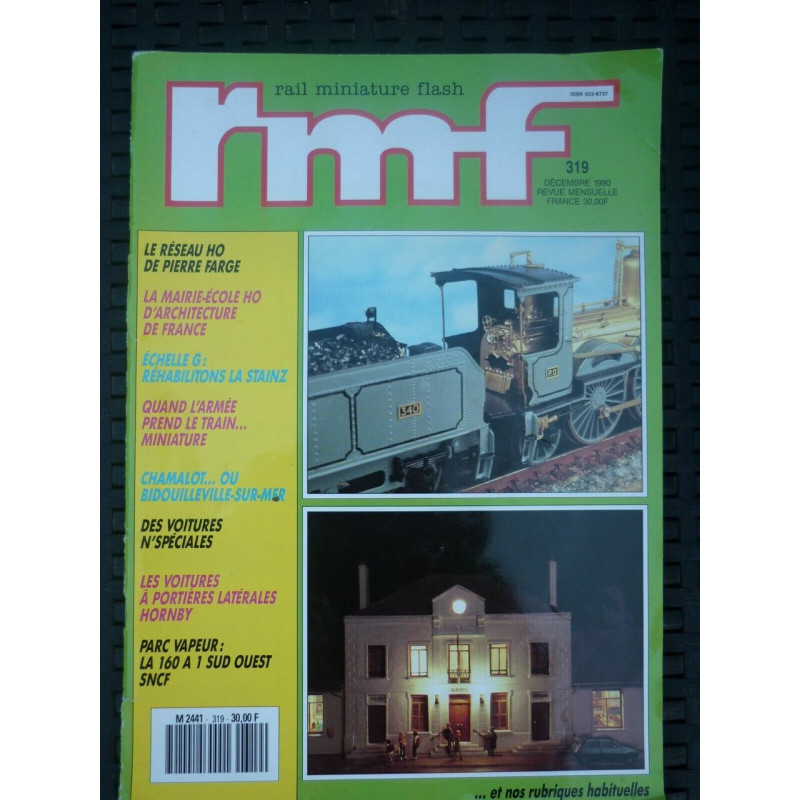 rail miniature flash
ISSN 033-8737
rmf
319
DÉCEMBRE 1990
REVUE MENSUELLE
FRANCE 30,00F
LE RÉSEAU HO
DE PIERRE FARGE
LA MAIRIE-ÉCOLE HO
D'ARCHITECTURE
DE FRANCE
ÉCHELLE G :
RÉHABILITONS LA STAINZ
QUAND L'ARMÉE
PREND LE TRAIN...
MINIATURE
CHAMALOT... OU
BIDOUILLEVILLE-SUR-MER
DES VOITURES
N'SPÉCIALES
LES VOITURES
À PORTIÈRES LATÉRALES
HORNBY
PARC VAPEUR :
LA 160 A 1 SUD OUEST
SNCF
M 2441 - 319 - 30,00 F
340
PO
MAIRIE
... et nos rubriques habituelles